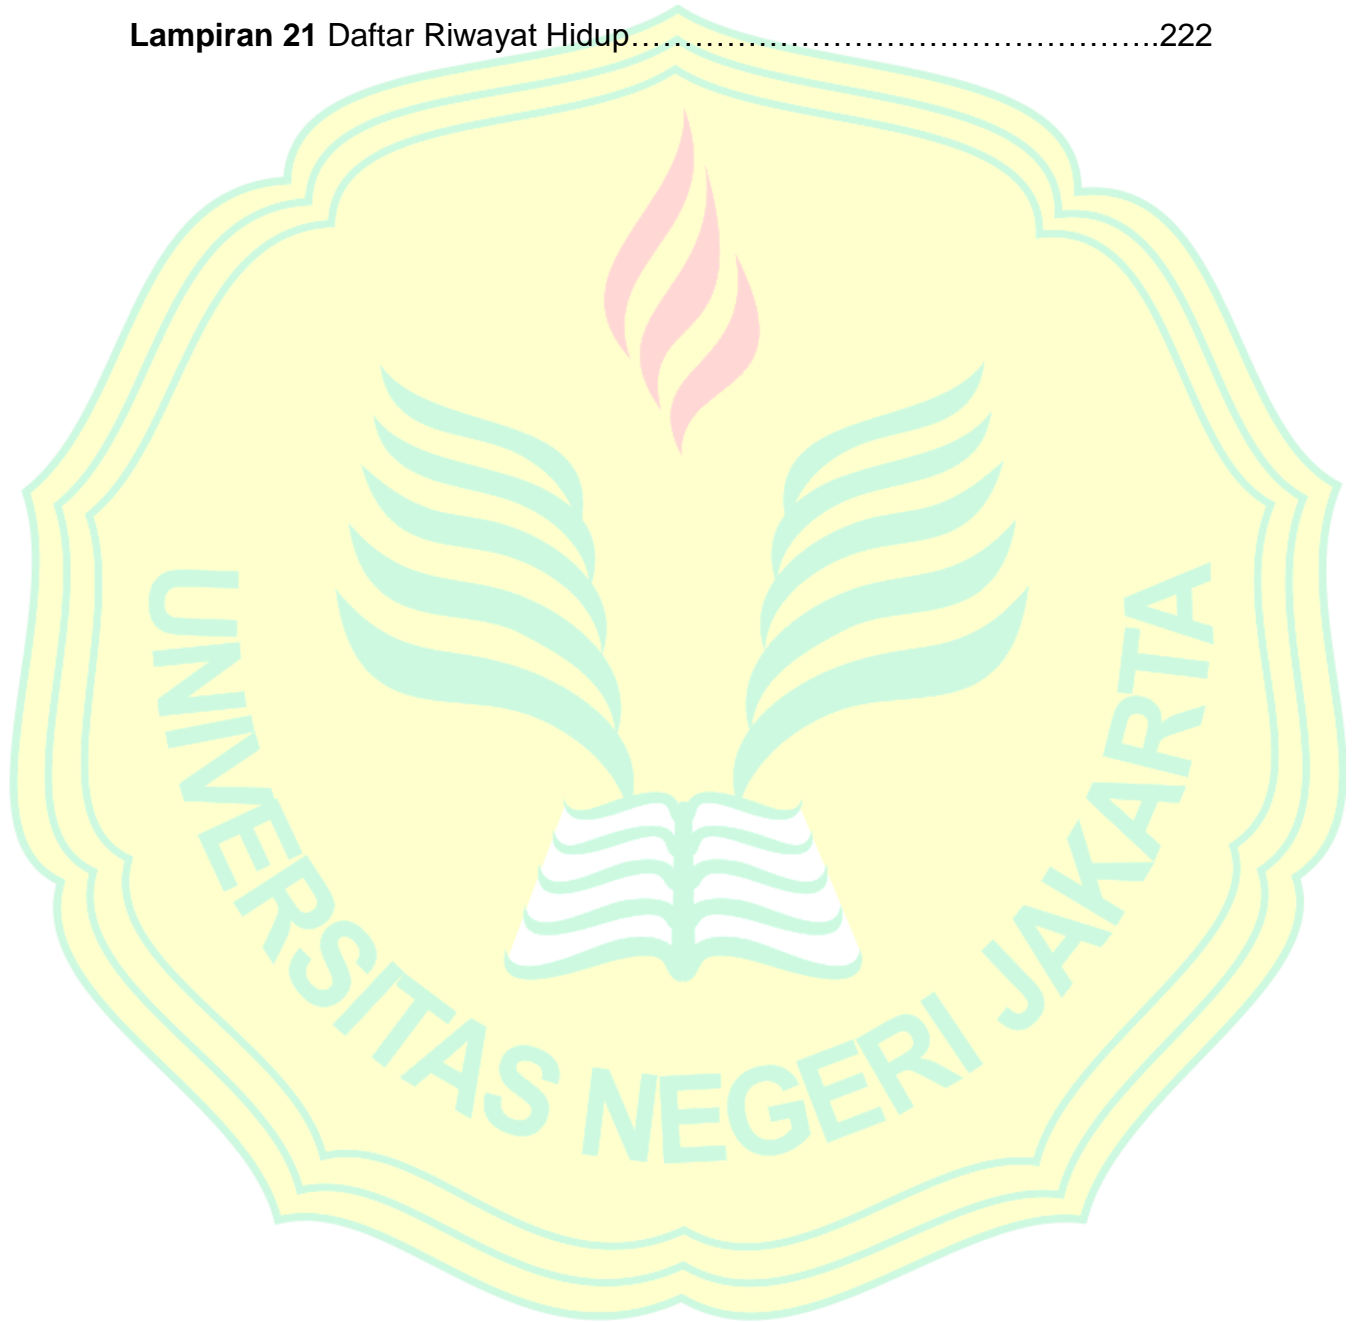 Lampiran 21 Daftar Riwayat Hidup…………………………………………..222
UNIVERSITAS NEGERI JAKARTA